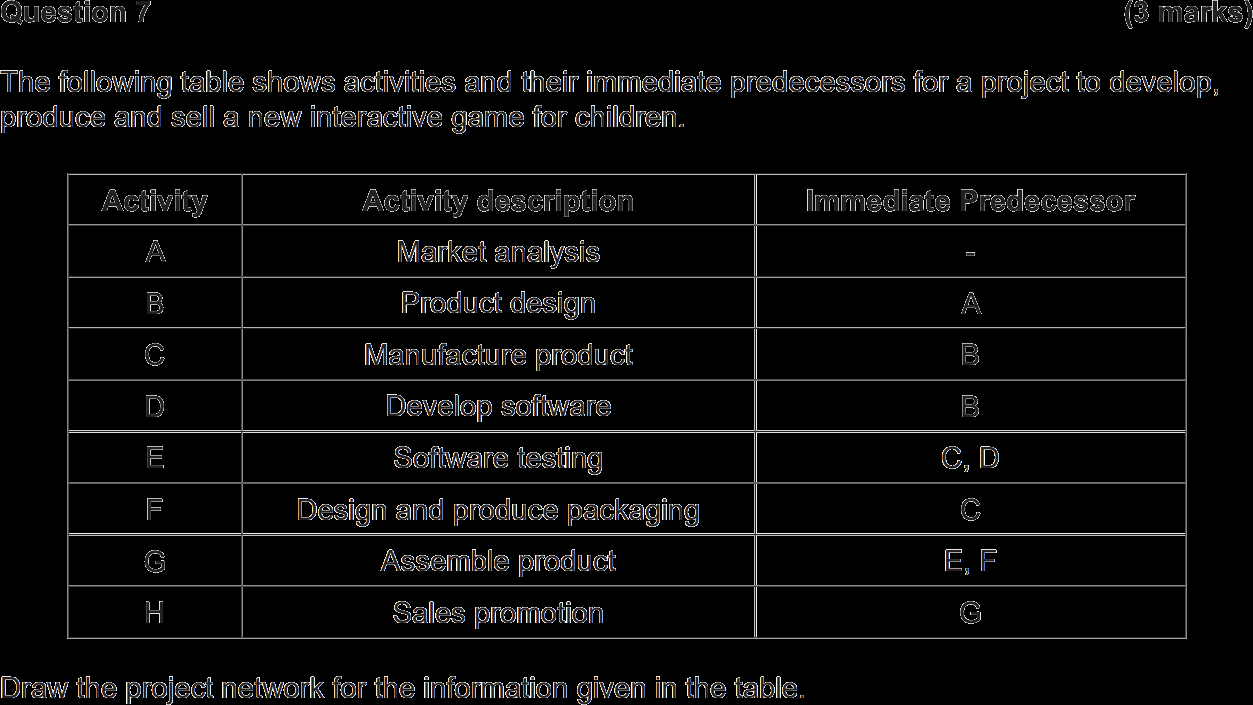 Question 7 (3 marks)
The following table shows activities and their immediate predecessors for a project to develop,
produce and sell a new interactive game for children.
Activity Activity description Immediate Predecessor
A Market analysis -
B Product design A
C Manufacture product B
D Develop software B
E Software testing C, D
F Design and produce packaging C
G Assemble product E, F
H Sales promotion G
Draw the project network for the information given in the table.